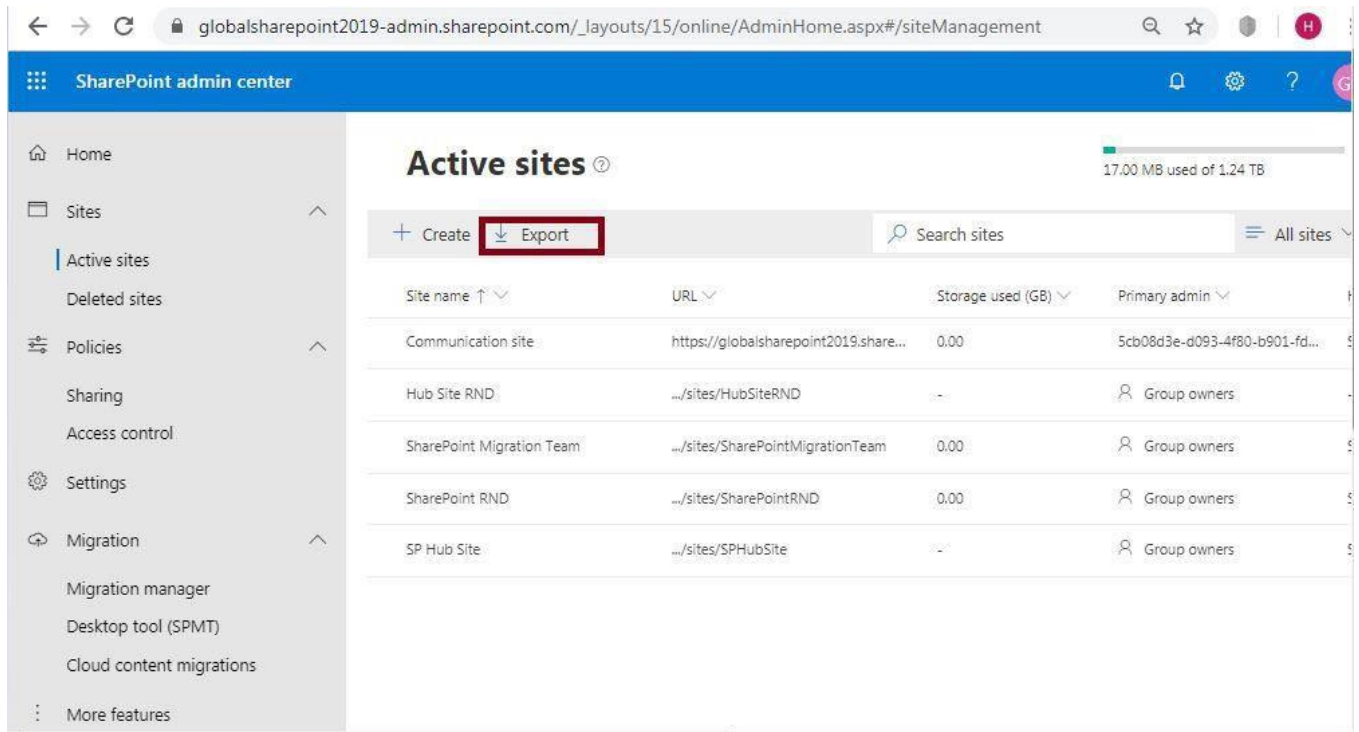 globalsharepoint2019-admin.sharepoint.com/_layouts/15/online/AdminHome.aspx#/siteManagement
H
SharePoint admin center
?
G
Home
Sites
Active sites
Deleted sites
Policies
Sharing
Access control
Settings
Migration
Migration manager
Desktop tool (SPMT)
Cloud content migrations
More features
Active sites ?
17.00 MB used of 1.24 TB
+ Create Export
Search sites
All sites
Site name ↑ URL Storage used (GB) Primary admin
Communication site https://globalsharepoint2019.share... 0.00 5cb08d3e-d093-4f80-b901-fd...
Hub Site RND .../sites/HubSiteRND - Group owners -
SharePoint Migration Team .../sites/SharePointMigrationTeam 0.00 Group owners
SharePoint RND .../sites/SharePointRND 0.00 Group owners
SP Hub Site .../sites/SPHubSite - Group owners